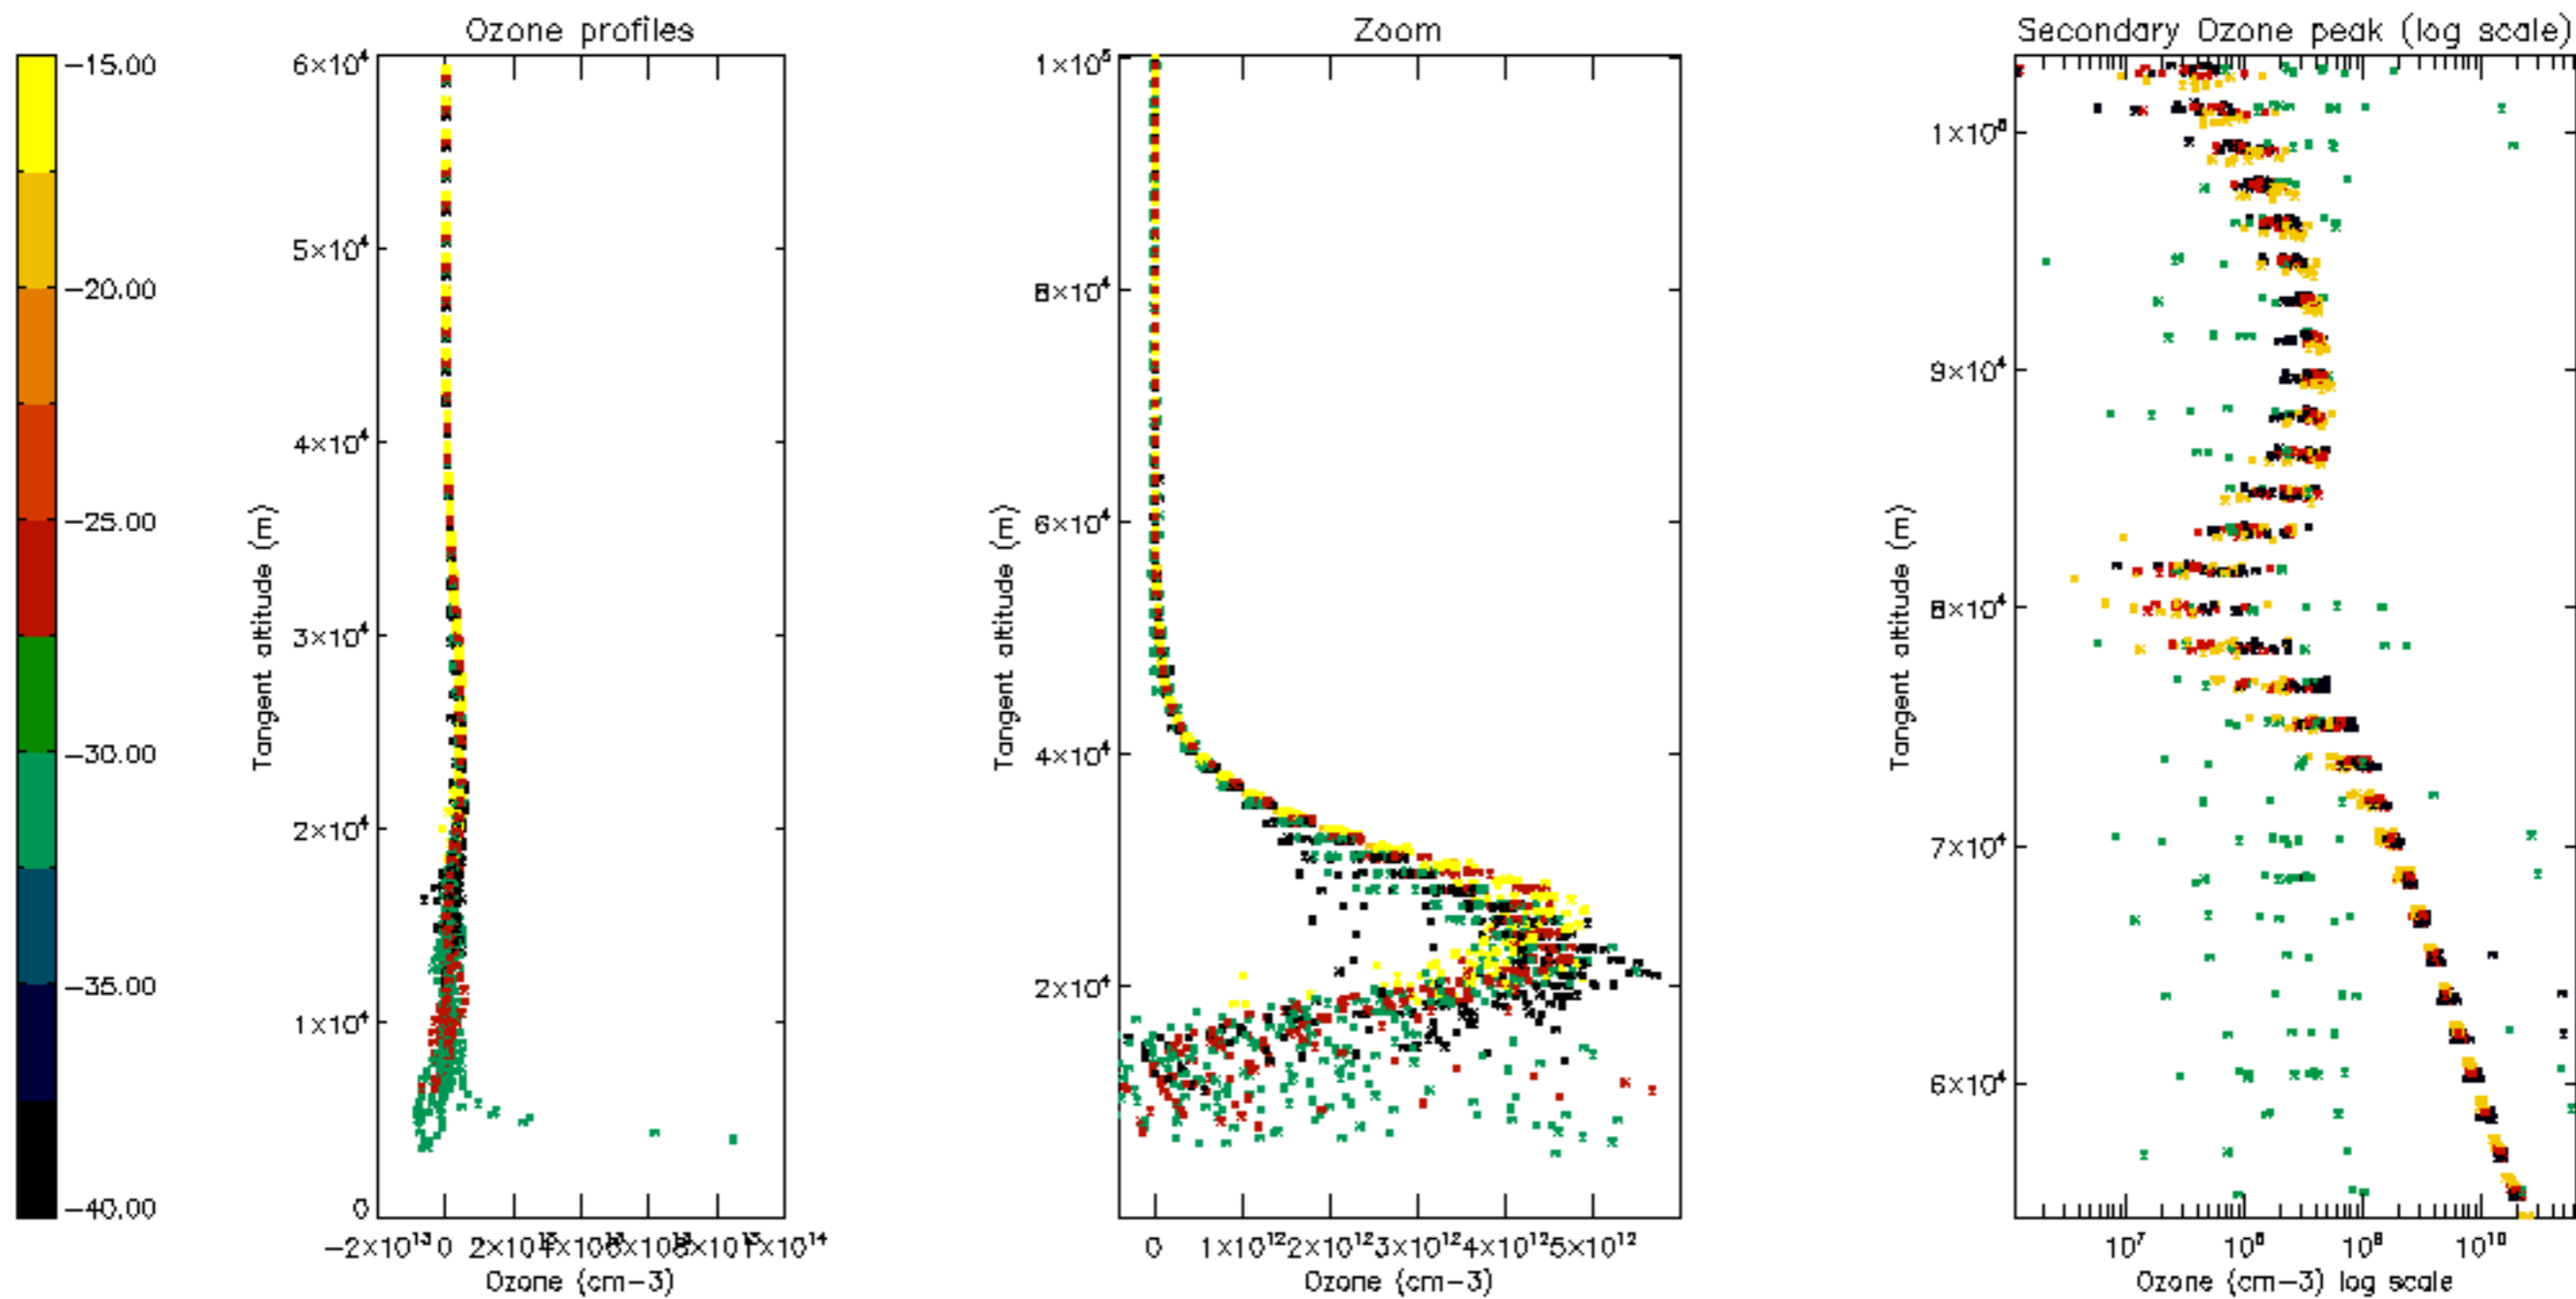 Ozone profiles
Zoom
Secondary Ozone peak (log scale)
-15.00
-20.00
-25.00
-30.00
-35.00
-40.00
6×10⁴
5×10⁴
4×10⁴
3×10⁴
2×10⁴
1×10⁴
0
Tangent altitude (m)
-2×10¹³ 0
1×10¹⁴
Ozone (cm-3)
1×10⁵
8×10⁴
6×10⁴
4×10⁴
2×10⁴
Tangent altitude (m)
0 1×10¹² 2×10¹² 3×10¹² 4×10¹² 5×10¹²
Ozone (cm-3)
9×10⁴
8×10⁴
7×10⁴
6×10⁴
Tangent altitude (m)
10⁷ 10⁸ 10⁹ 10¹⁰
Ozone (cm-3) log scale